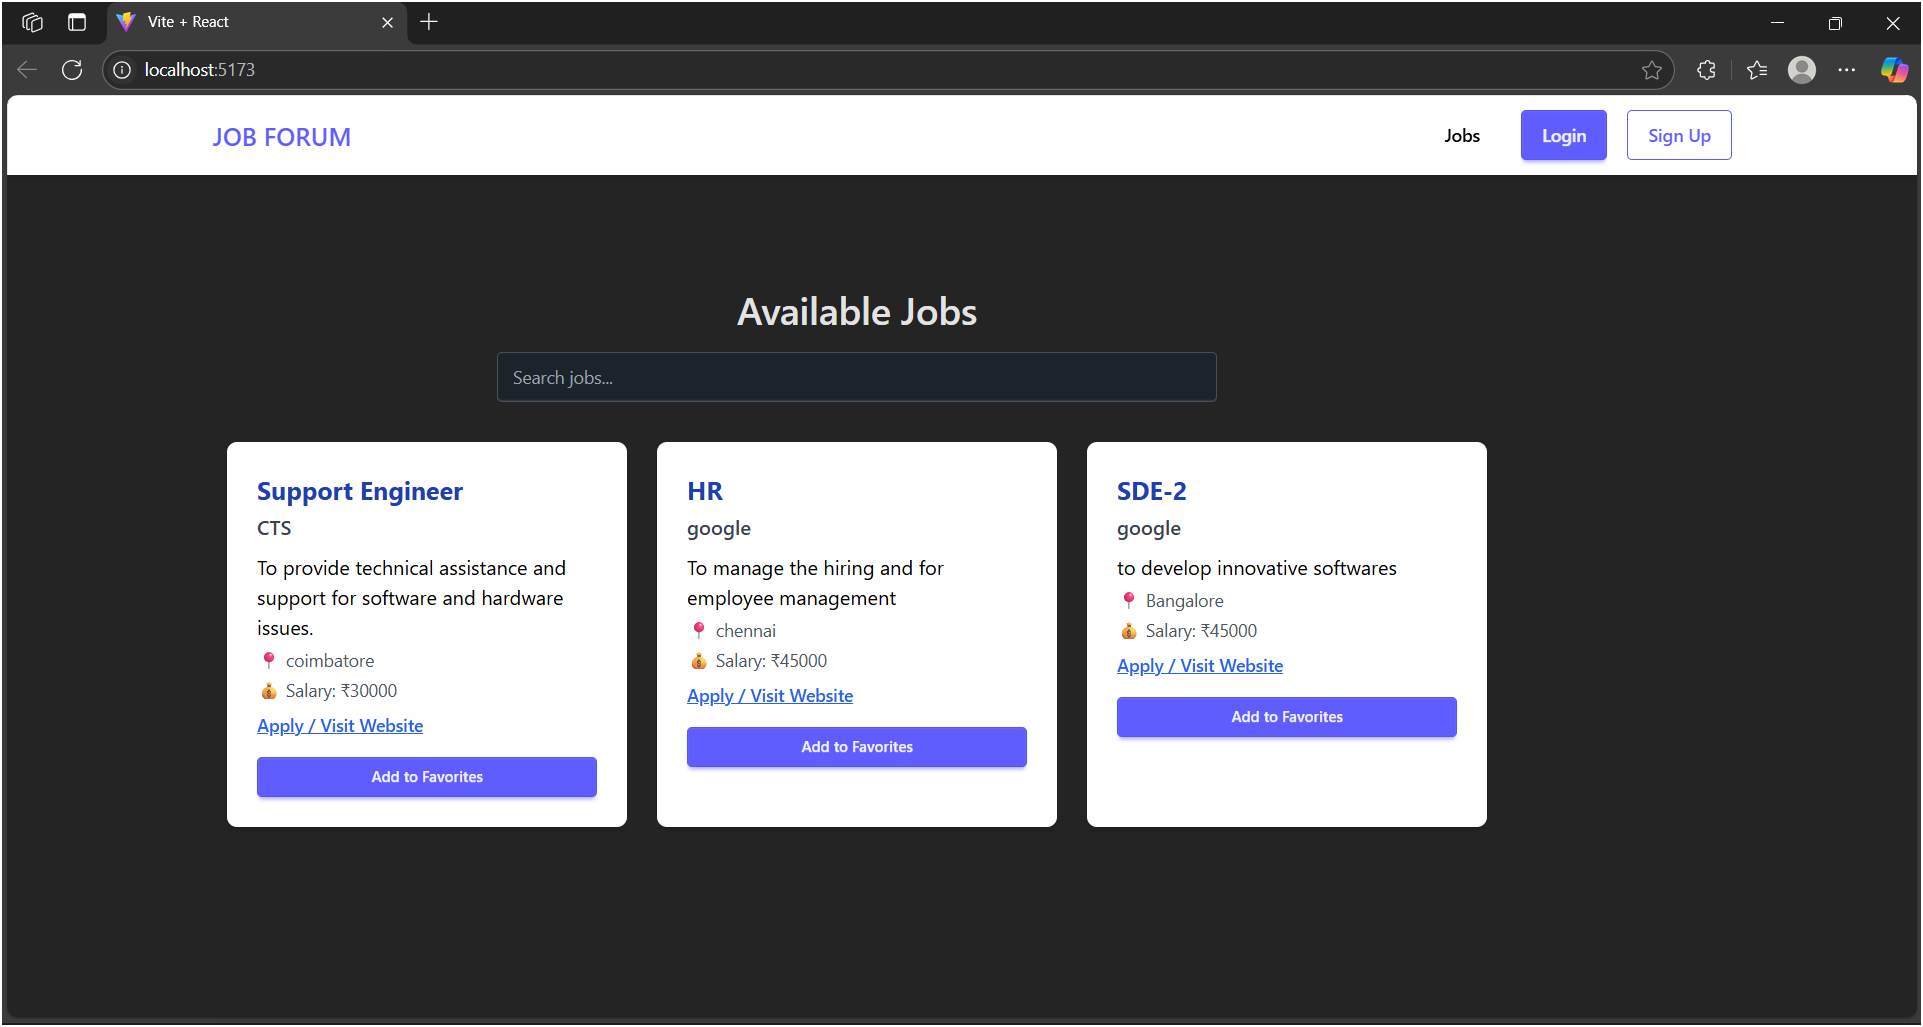 Vite + React
localhost:5173
JOB FORUM
Jobs
Login
Sign Up
Available Jobs
Search jobs...
Support Engineer
CTS
To provide technical assistance and
support for software and hardware
issues.
📍 coimbatore
💰 Salary: ₹30000
Apply / Visit Website
Add to Favorites
HR
google
To manage the hiring and for
employee management
📍 chennai
💰 Salary: ₹45000
Apply / Visit Website
Add to Favorites
SDE-2
google
to develop innovative softwares
📍 Bangalore
💰 Salary: ₹45000
Apply / Visit Website
Add to Favorites